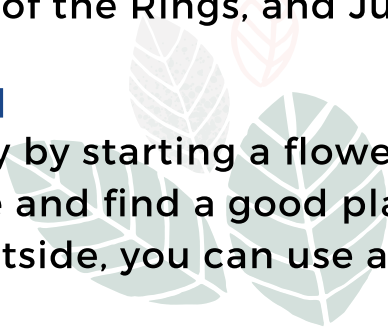 of the Rings, and Ju
y by starting a flowe
e and find a good pla
tside, you can use a